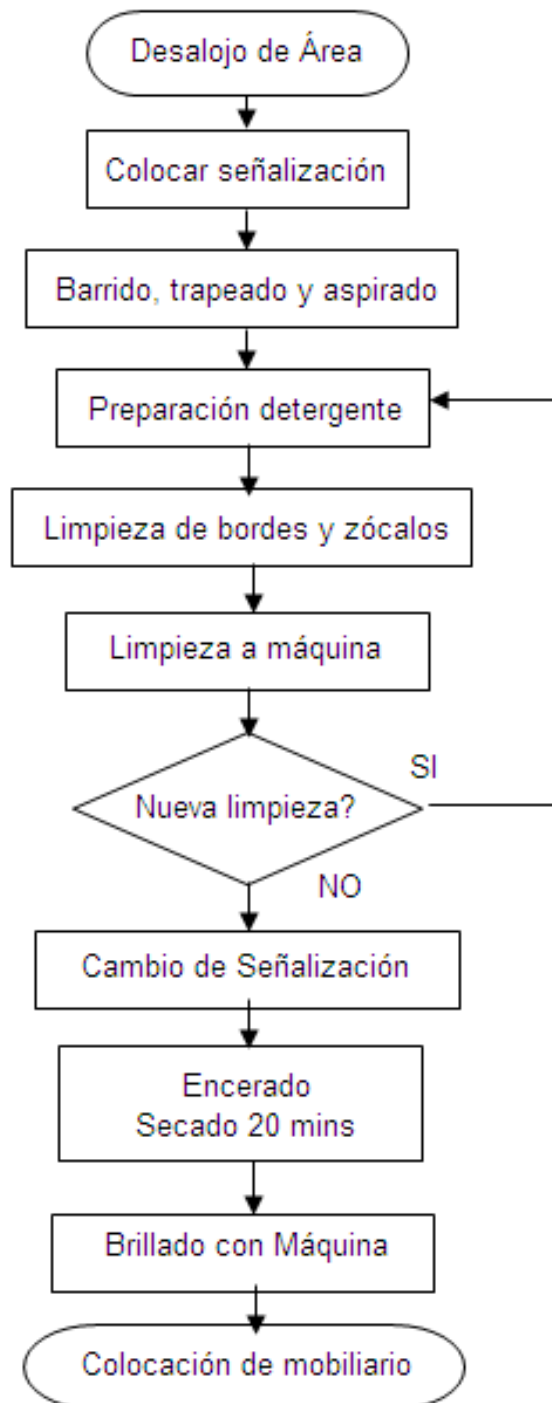 Desalojo de Área
Colocar señalización
Barrido, trapeado y aspirado
Preparación detergente
Limpieza de bordes y zócalos
Limpieza a máquina
SI
Nueva limpieza?
NO
Cambio de Señalización
Encerado
Secado 20 mins
Brillado con Máquina
Colocación de mobiliario